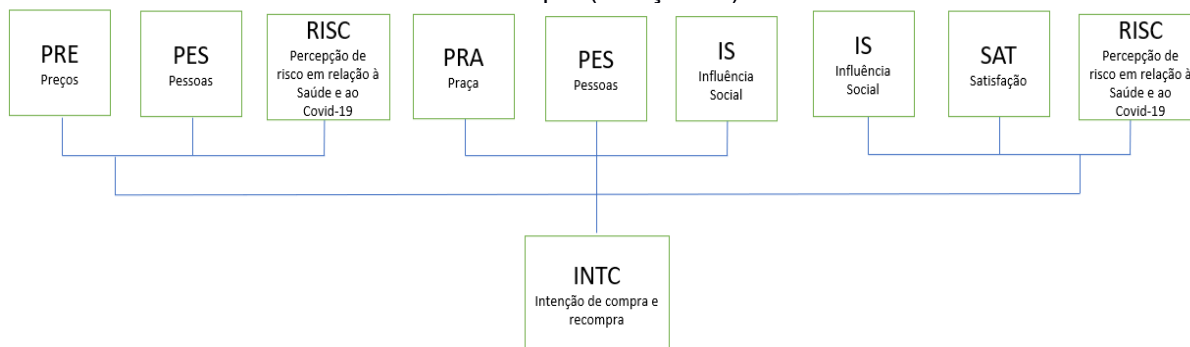 PRE
Preços
PES
Pessoas
RISC
Percepção de
risco em relação à
Saúde e ao
Covid-19
PRA
Praça
PES
Pessoas
IS
Influência
Social
IS
Influência
Social
SAT
Satisfação
RISC
Percepção de
risco em relação à
Saúde e ao
Covid-19
INTC
Intenção de compra e
recompra